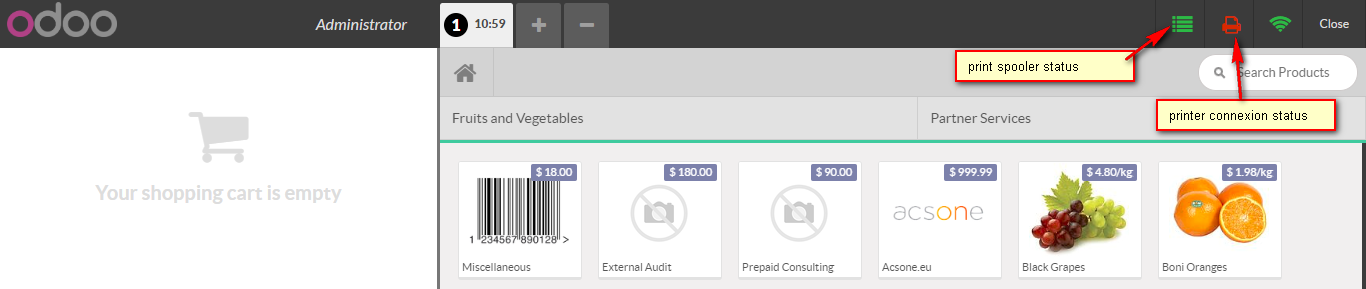 odoo
Administrator
1 10:59
+
−
Close
print spooler status
Search Products
printer connexion status
Fruits and Vegetables
Partner Services
Your shopping cart is empty
$ 18.00
1 234567 890128 >
Miscellaneous
$ 180.00
External Audit
$ 90.00
Prepaid Consulting
$ 999.99
acsone
Acsone.eu
$ 4.80/kg
Black Grapes
$ 1.98/kg
Boni Oranges